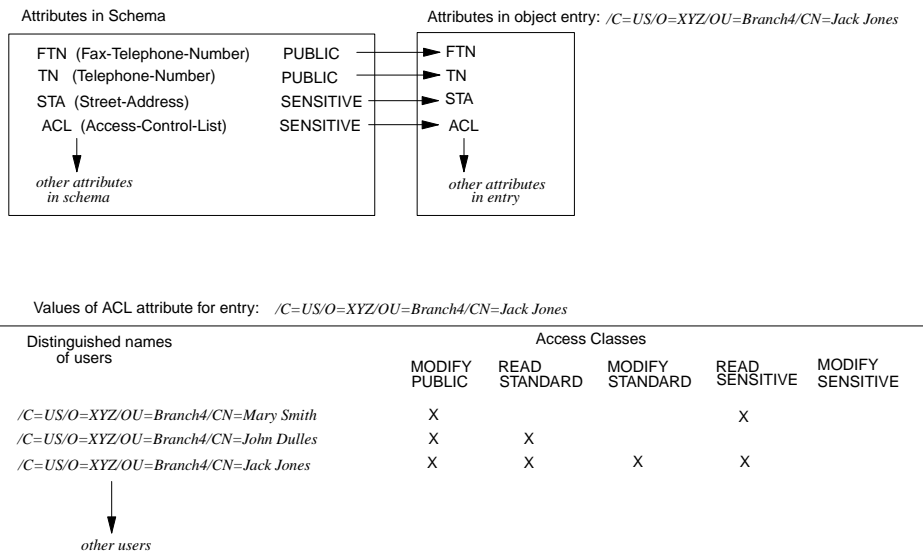 Attributes in Schema
Attributes in object entry: /C=US/O=XYZ/OU=Branch4/CN=Jack Jones
FTN (Fax-Telephone-Number) PUBLIC FTN
TN (Telephone-Number) PUBLIC TN
STA (Street-Address) SENSITIVE STA
ACL (Access-Control-List) SENSITIVE ACL
other attributes
in schema
other attributes
in entry
Values of ACL attribute for entry: /C=US/O=XYZ/OU=Branch4/CN=Jack Jones
Distinguished names
of users
Access Classes
MODIFY PUBLIC
READ STANDARD
MODIFY STANDARD
READ SENSITIVE
MODIFY SENSITIVE
/C=US/O=XYZ/OU=Branch4/CN=Mary Smith X X
/C=US/O=XYZ/OU=Branch4/CN=John Dulles X X
/C=US/O=XYZ/OU=Branch4/CN=Jack Jones X X X X
other users